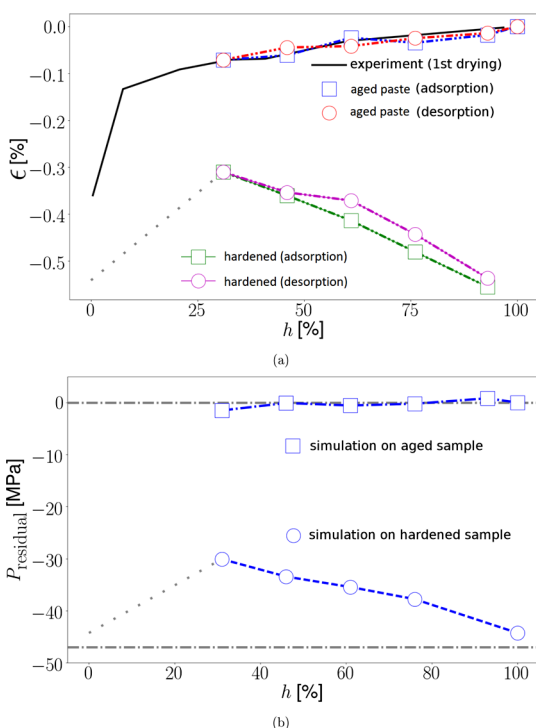 0.0
−0.1
−0.2
−0.3
−0.4
−0.5
ϵ [%]
experiment (1st drying)
aged paste (adsorption)
aged paste (desorption)
hardened (adsorption)
hardened (desorption)
0 25 50 75 100
h [%]
(a)
0
−10
−20
−30
−40
−50
P_residual [MPa]
simulation on aged sample
simulation on hardened sample
0 20 40 60 80 100
h [%]
(b)